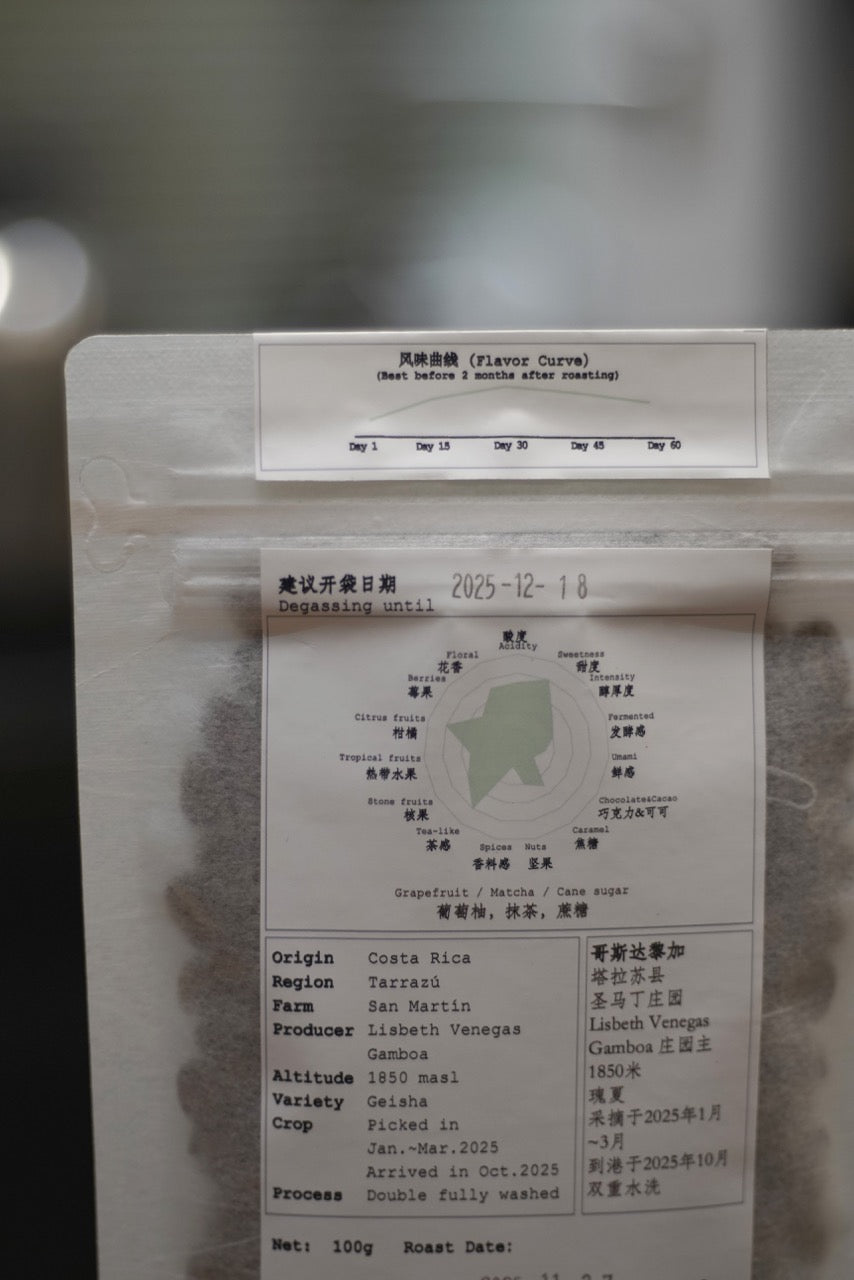 风味曲线 (Flavor Curve)
(Best before 2 months after roasting)
Day 1 Day 15 Day 30 Day 45 Day 60
建议开袋日期 2025-12-18
Degassing until
酸度
Acidity
Floral
花香
Sweetness
甜度
Berries
莓果
Intensity
醇厚度
Citrus fruits
柑橘
Fermented
发酵感
Tropical fruits
热带水果
Umami
鲜感
Stone fruits
核果
Chocolate&Cacao
巧克力&可可
Tea-like
茶感
Caramel
焦糖
Spices
香料感
Nuts
坚果
Grapefruit / Matcha / Cane sugar
葡萄柚，抹茶，蔗糖
Origin Costa Rica
Region Tarrazú
Farm San Martín
Producer Lisbeth Venegas
Gamboa
Altitude 1850 masl
Variety Geisha
Crop Picked in
Jan.~Mar.2025
Arrived in Oct.2025
Process Double fully washed
哥斯达黎加
塔拉苏县
圣马丁庄园
Lisbeth Venegas
Gamboa 庄园主
1850米
瑰夏
采摘于2025年1月
~3月
到港于2025年10月
双重水洗
Net: 100g Roast Date: